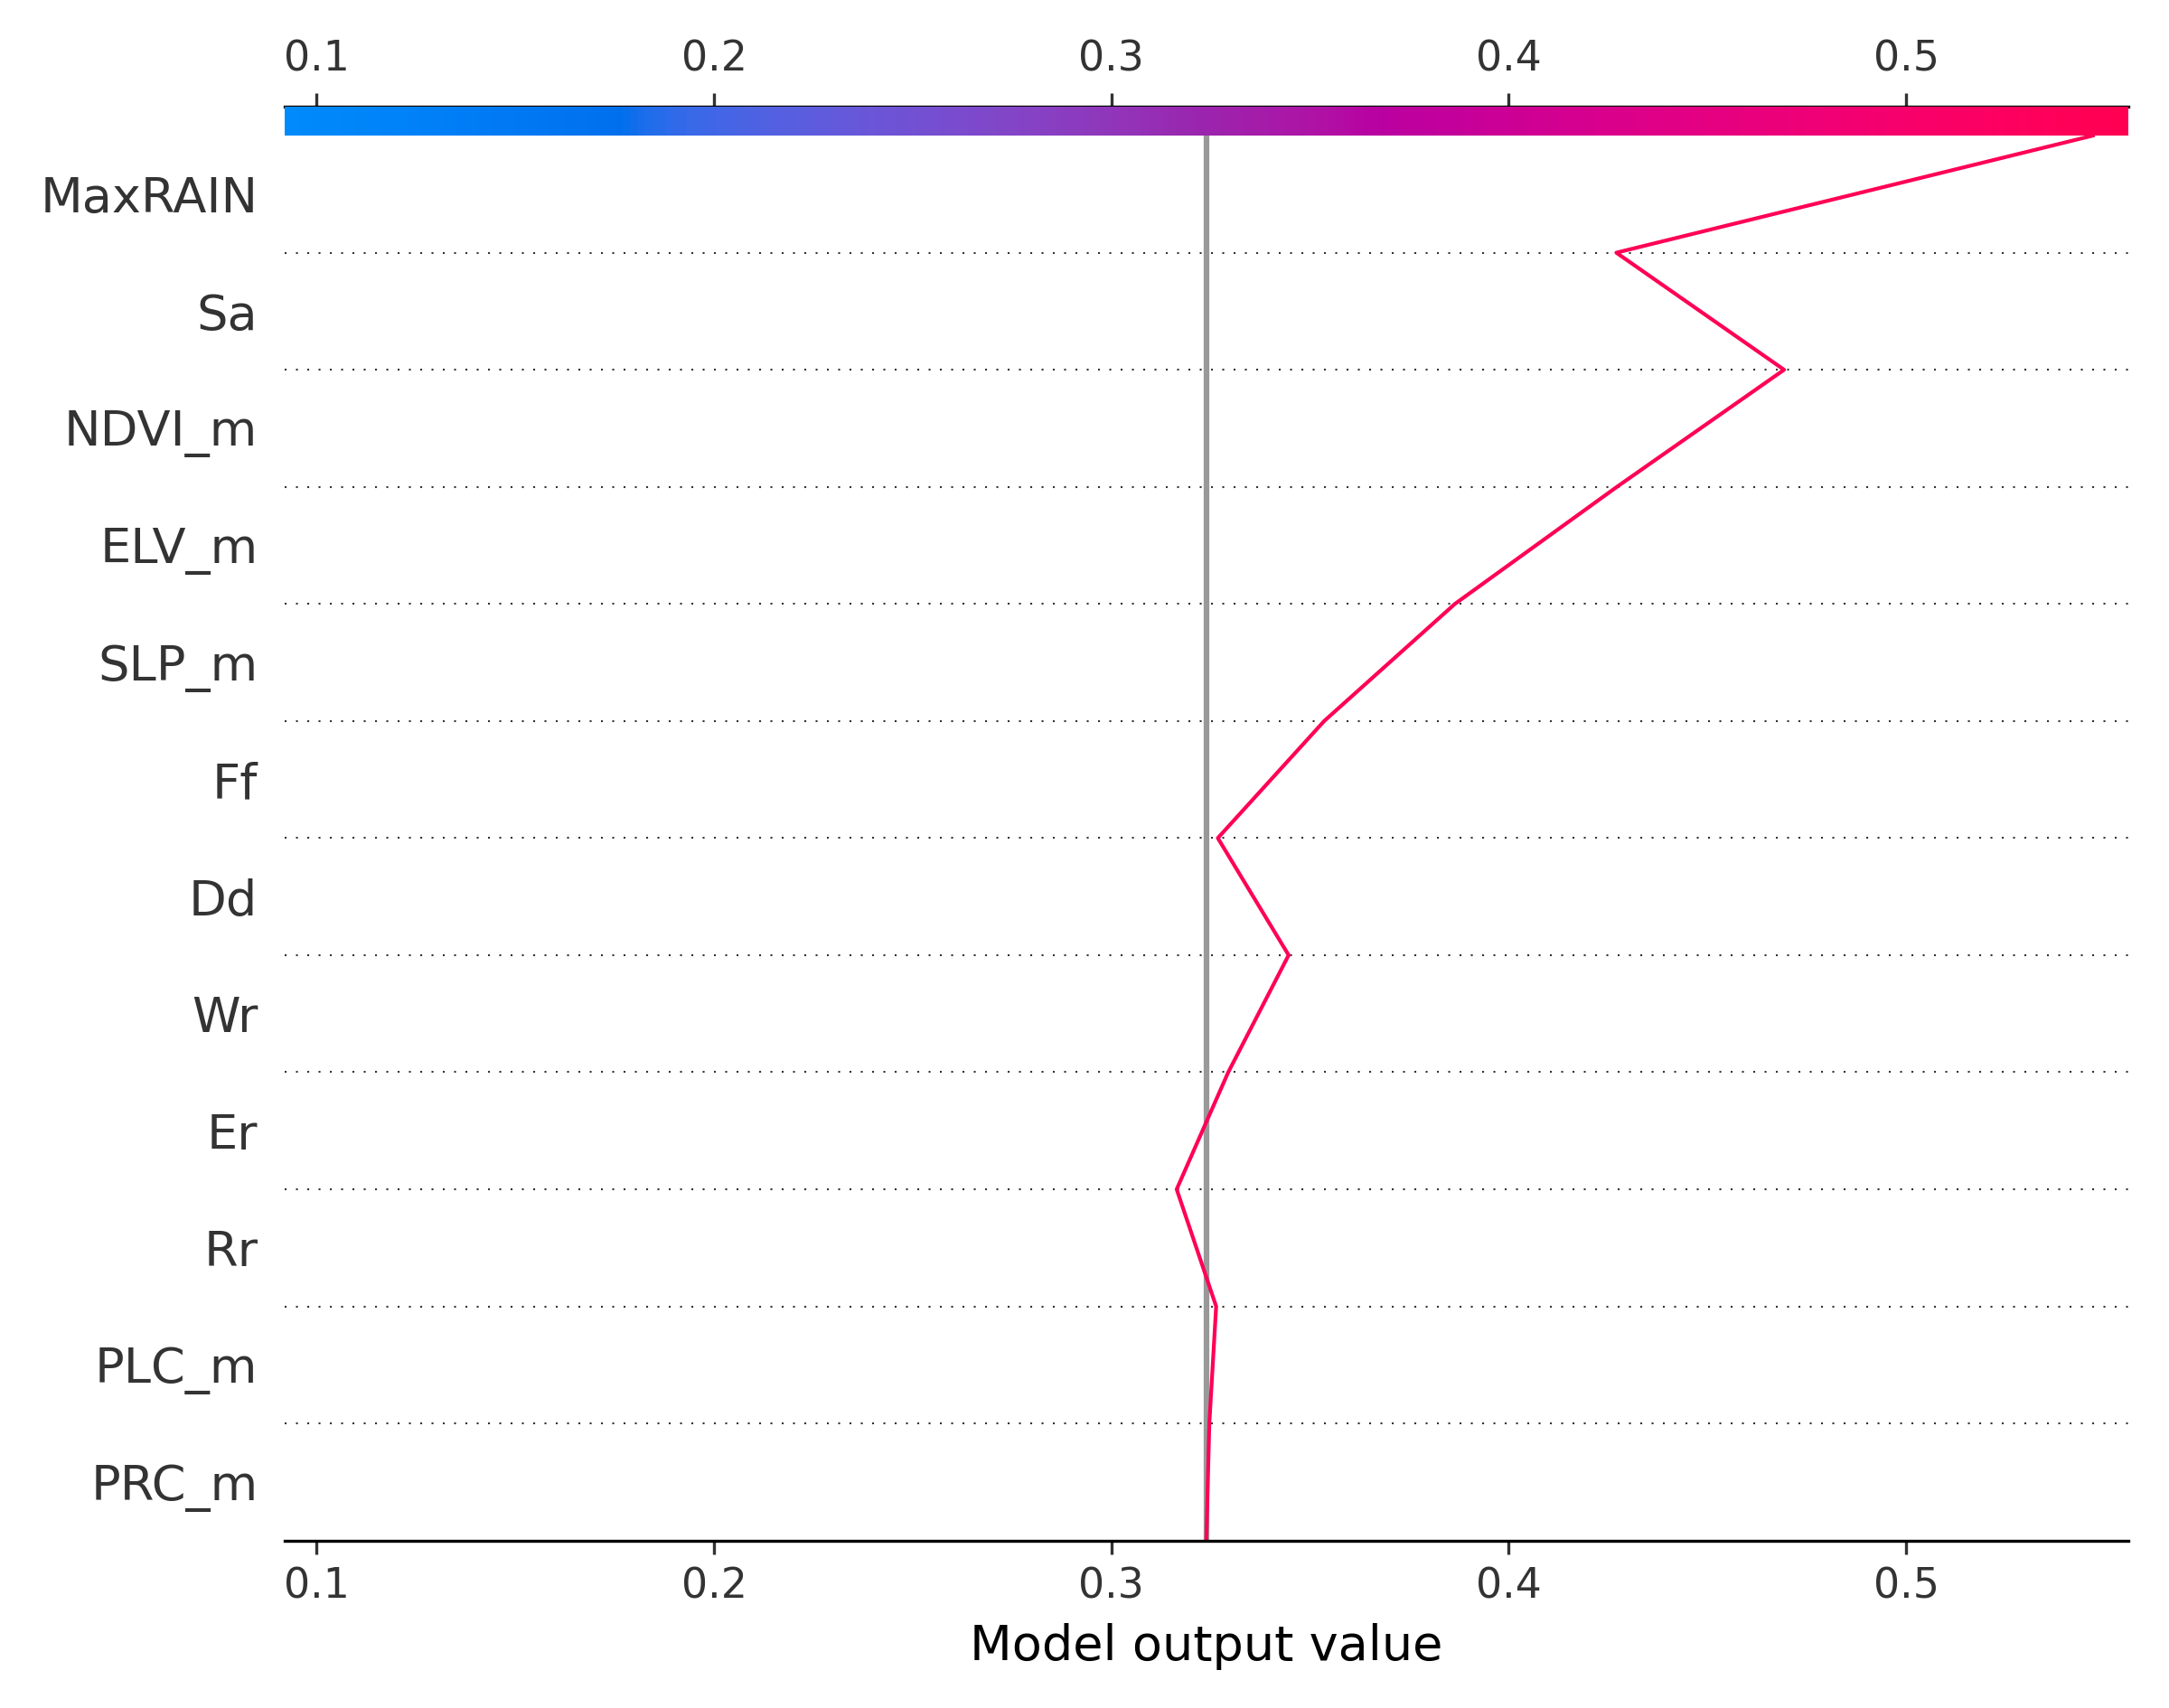 0.1 0.2 0.3 0.4 0.5
MaxRAIN
Sa
NDVI_m
ELV_m
SLP_m
Ff
Dd
Wr
Er
Rr
PLC_m
PRC_m
0.1 0.2 0.3 0.4 0.5
Model output value